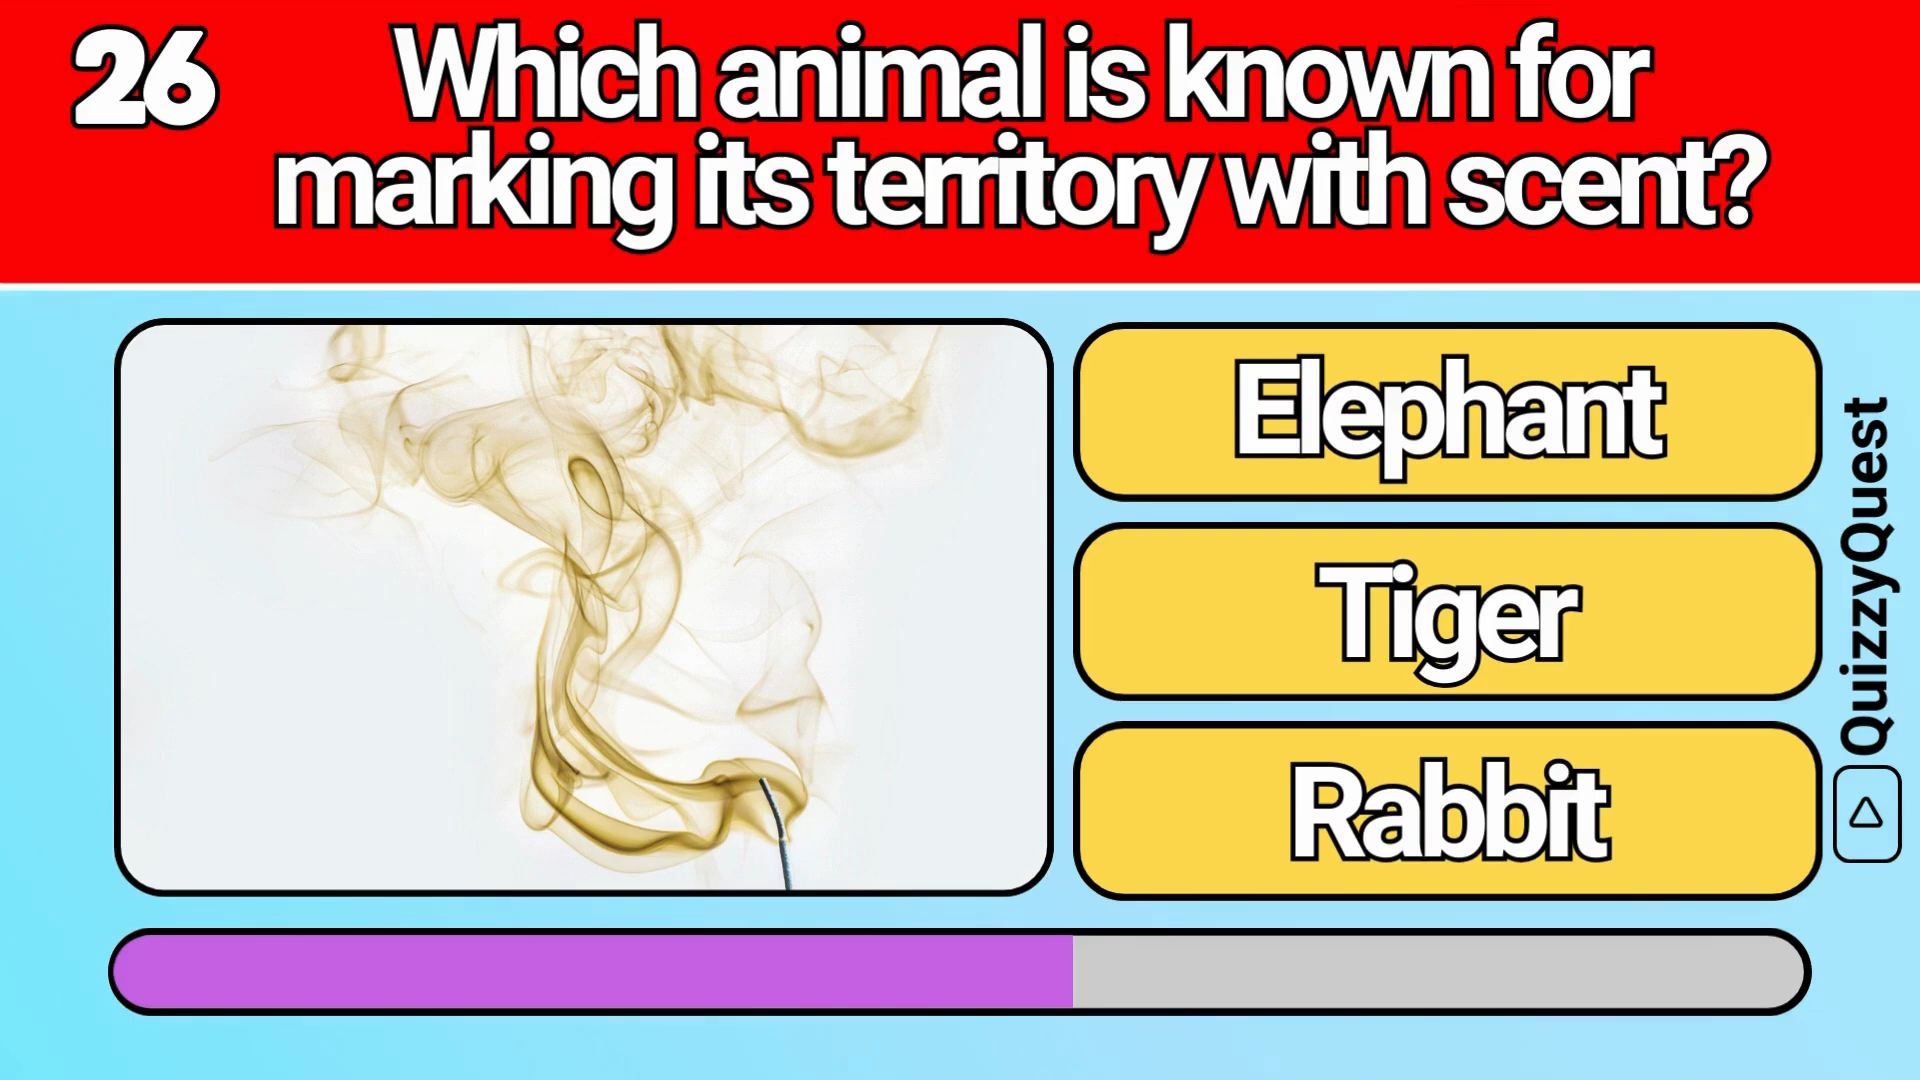 26
Which animal is known for
marking its territory with scent?
Elephant
Tiger
Rabbit
QuizzyQuest